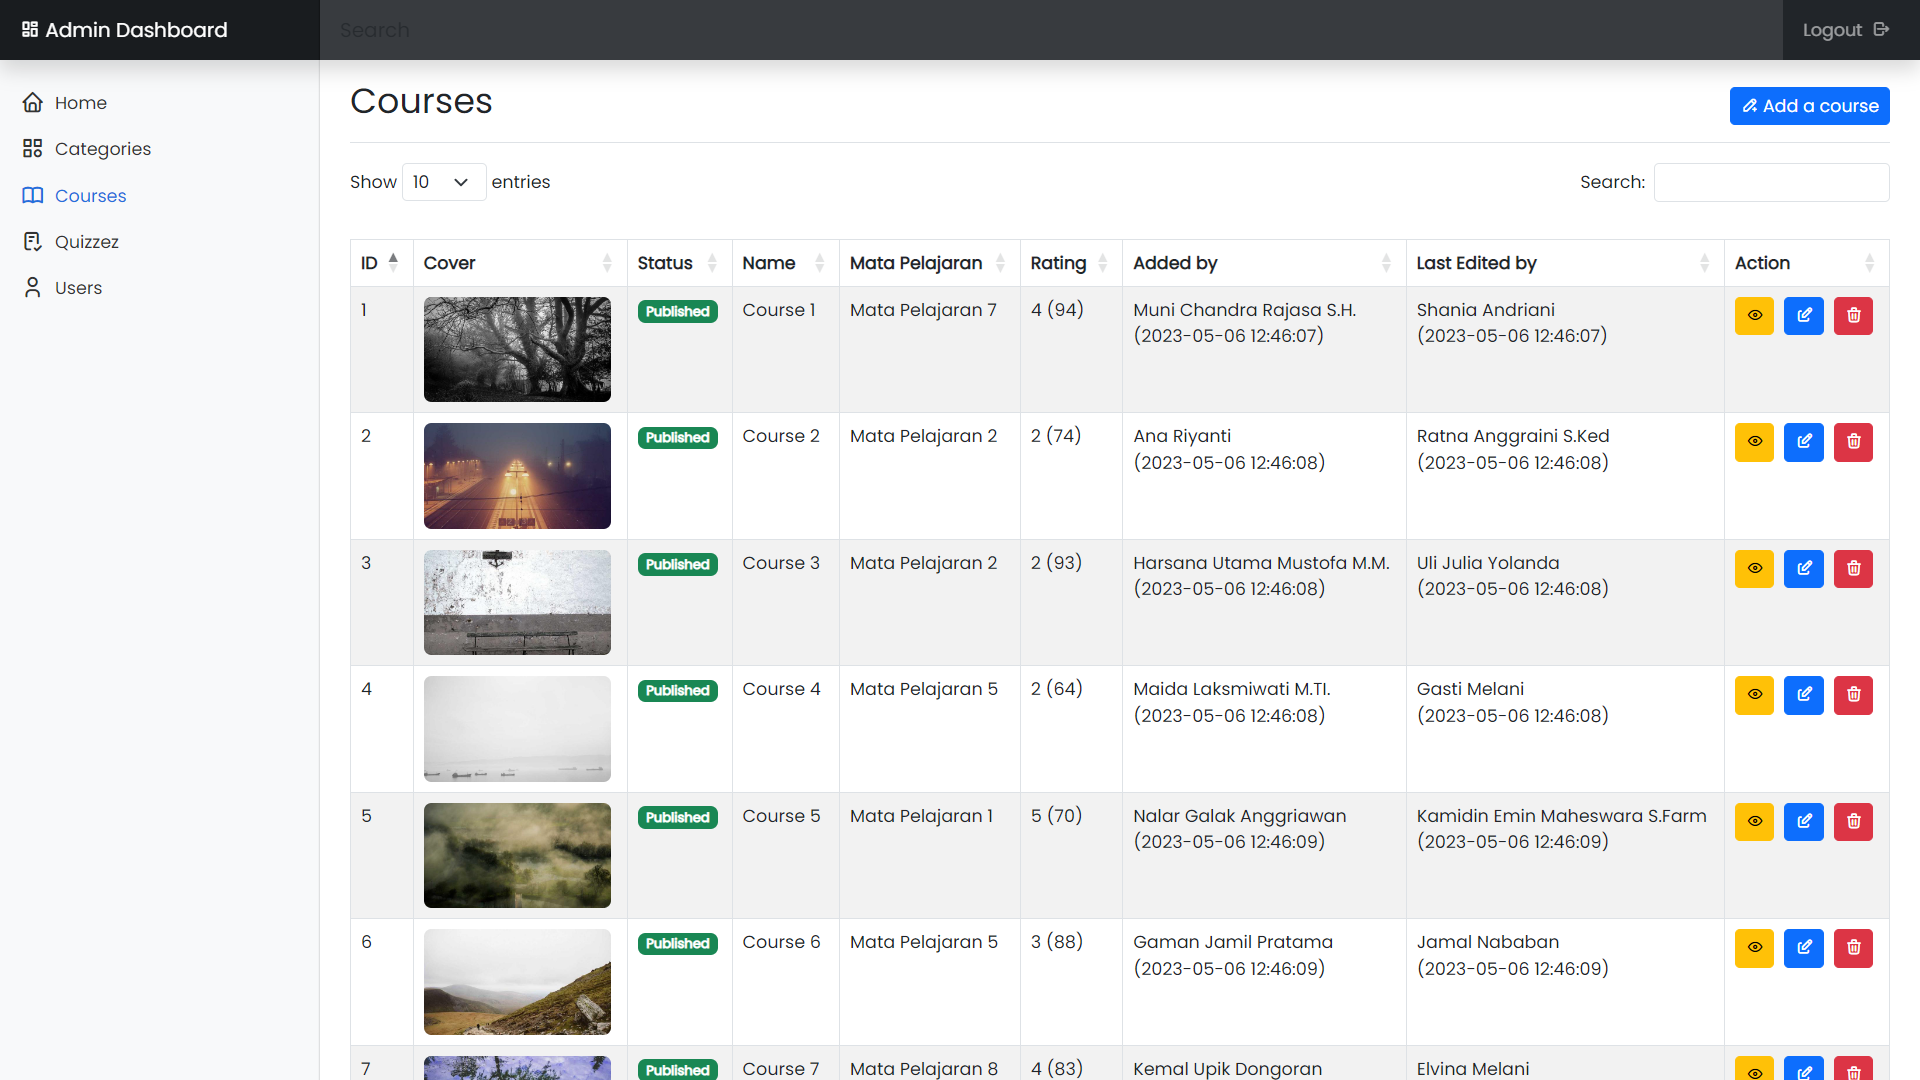 Admin Dashboard
Search
Logout
Home
Categories
Courses
Quizzez
Users
Courses
Add a course
Show 10 entries
Search:
ID Cover Status Name Mata Pelajaran Rating Added by Last Edited by Action
1 Published Course 1 Mata Pelajaran 7 4 (94) Muni Chandra Rajasa S.H. Shania Andriani
(2023-05-06 12:46:07) (2023-05-06 12:46:07)
2 Published Course 2 Mata Pelajaran 2 2 (74) Ana Riyanti Ratna Anggraini S.Ked
(2023-05-06 12:46:08) (2023-05-06 12:46:08)
3 Published Course 3 Mata Pelajaran 2 2 (93) Harsana Utama Mustofa M.M. Uli Julia Yolanda
(2023-05-06 12:46:08) (2023-05-06 12:46:08)
4 Published Course 4 Mata Pelajaran 5 2 (64) Maida Laksmiwati M.TI. Gasti Melani
(2023-05-06 12:46:08) (2023-05-06 12:46:08)
5 Published Course 5 Mata Pelajaran 1 5 (70) Nalar Galak Anggriawan Kamidin Emin Maheswara S.Farm
(2023-05-06 12:46:09) (2023-05-06 12:46:09)
6 Published Course 6 Mata Pelajaran 5 3 (88) Gaman Jamil Pratama Jamal Nababan
(2023-05-06 12:46:09) (2023-05-06 12:46:09)
7 Published Course 7 Mata Pelajaran 8 4 (83) Kemal Upik Dongoran Elvina Melani